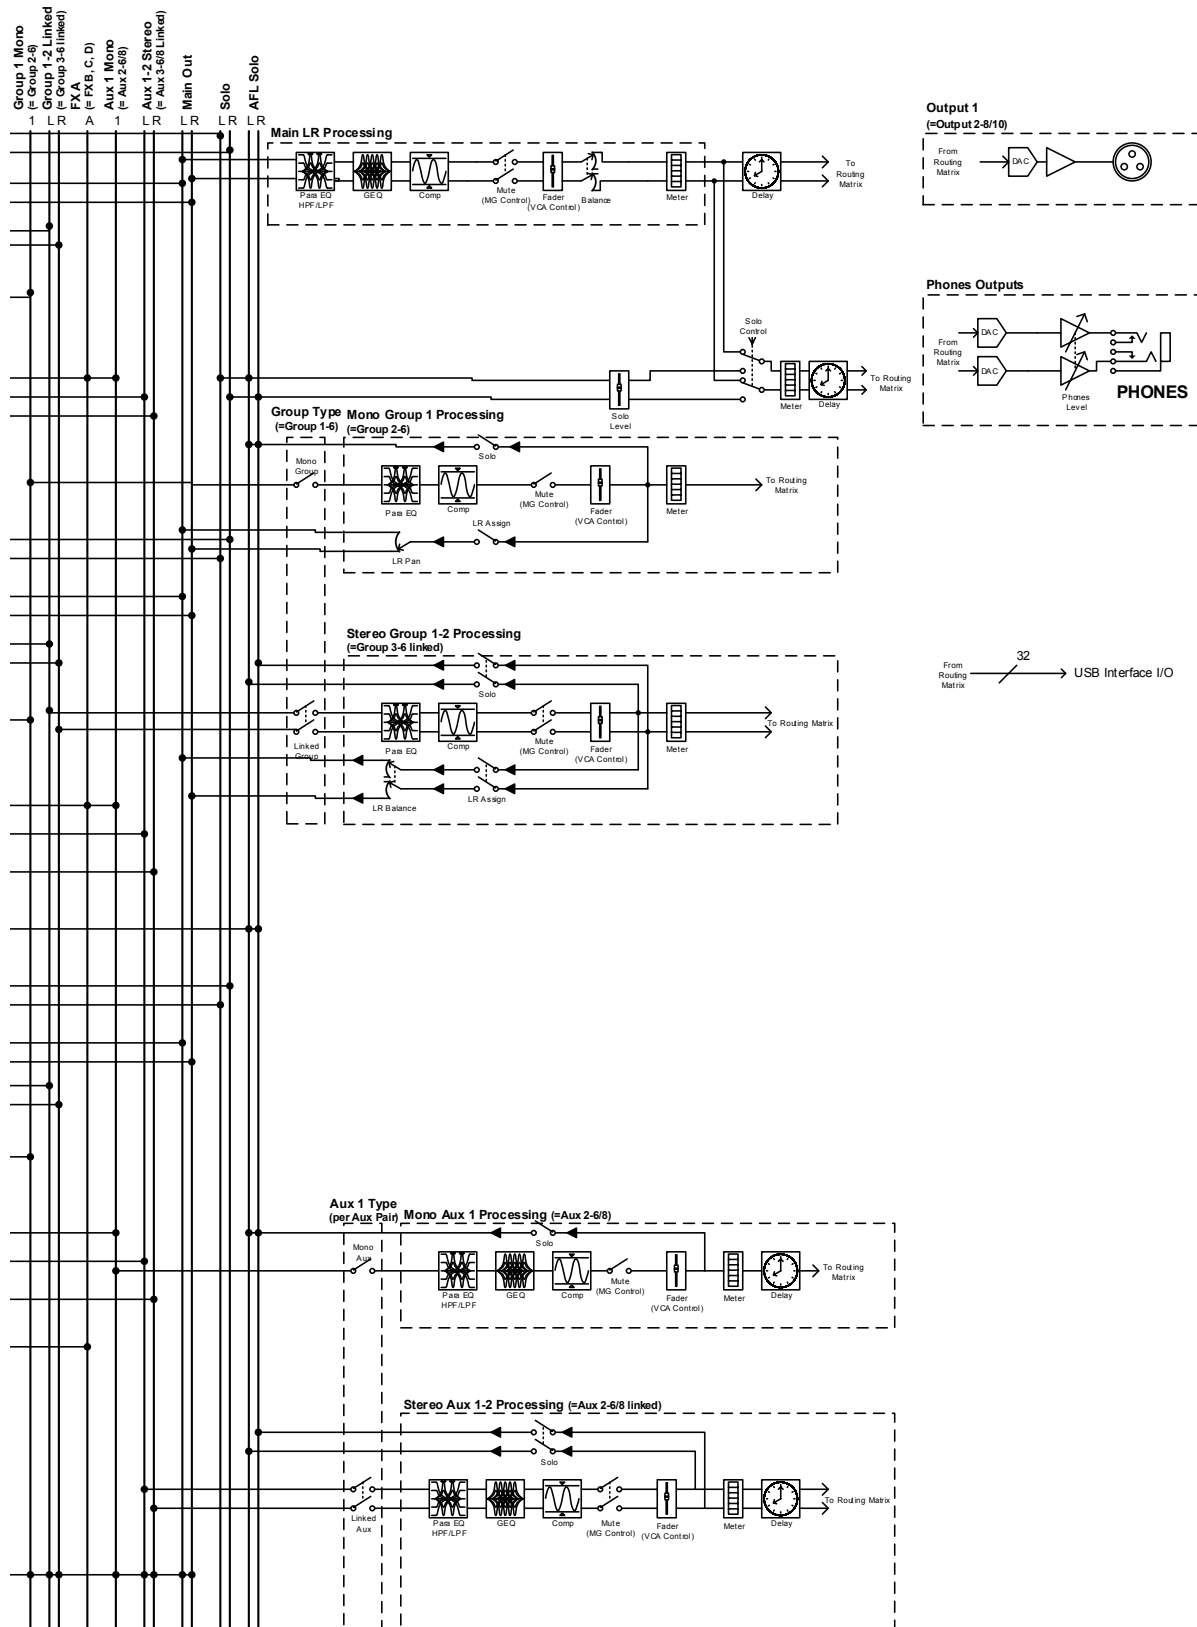 Group 1 Mono
(= Group 2-6)
Group 1-2 Linked
(= Group 3-6 linked)
FX A
(= FXB, C, D)
Aux 1 Mono
(= Aux 2-6/8)
Aux 1-2 Stereo
(= Aux 3-6/8 Linked)
Main Out
Solo
AFL Solo
1 L R A 1 L R L R L R L R
Main LR Processing
Para EQ
HPF/LPF
GEQ
Comp
Mute
(MG Control)
Fader
(VCA Control)
Balance
Meter
Delay
To
Routing
Matrix
Output 1
(=Output 2-8/10)
From
Routing
Matrix
DAC
Phones Outputs
From
Routing
Matrix
DAC
DAC
Phones
Level
PHONES
Solo
Control
Solo
Level
Meter
Delay
To Routing
Matrix
Group Type
(=Group 1-6)
Mono Group 1 Processing
(=Group 2-6)
Mono
Group
Solo
Para EQ
Comp
Mute
(MG Control)
Fader
(VCA Control)
Meter
To Routing
Matrix
LR Assign
LR Pan
Stereo Group 1-2 Processing
(=Group 3-6 linked)
Solo
Linked
Group
Para EQ
Comp
Mute
(MG Control)
Fader
(VCA Control)
Meter
To Routing Matrix
LR Balance
LR Assign
From
Routing
Matrix
32
USB Interface I/O
Aux 1 Type
(per Aux Pair)
Mono Aux 1 Processing (=Aux 2-6/8)
Mono
Aux
Solo
Para EQ
HPF/LPF
GEQ
Comp
Mute
(MG Control)
Fader
(VCA Control)
Meter
Delay
To Routing
Matrix
Stereo Aux 1-2 Processing (=Aux 2-6/8 linked)
Solo
Linked
Aux
Para EQ
HPF/LPF
GEQ
Comp
Mute
(MG Control)
Fader
(VCA Control)
Meter
Delay
To Routing Matrix